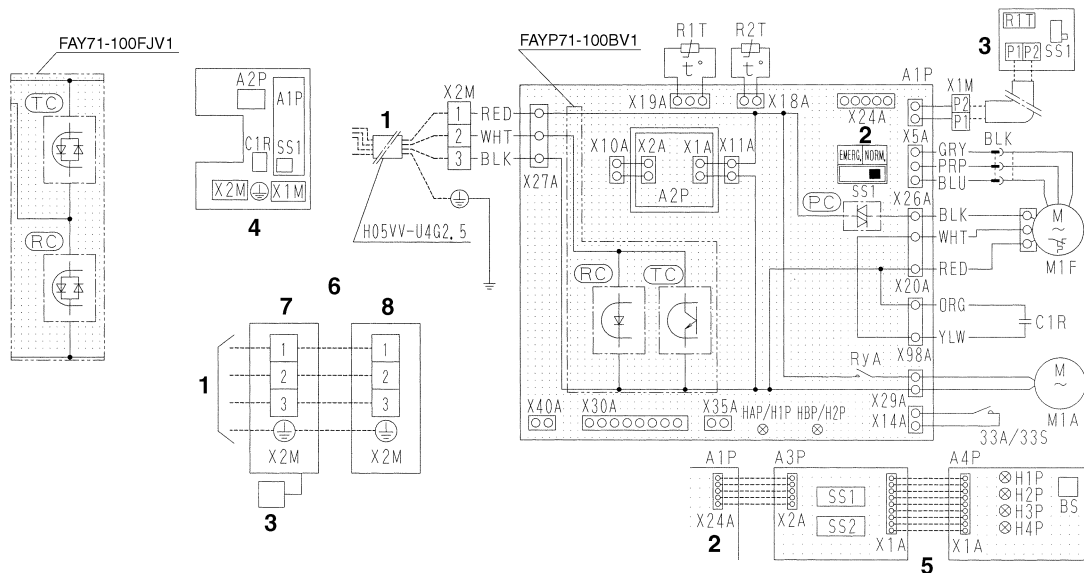 FAY71-100FJV1
TC
RC
A2P
A1P
C1R
SS1
X2M
X1M
4
1
X2M
1
2
3
RED
WHT
BLK
X27A
H05VV-U4G2,5
FAYP71-100BV1
R1T
R2T
t°
t°
X19A
X18A
A1P
X24A
2
X10A
X2A
X1A
X11A
A2P
EMERG.
NORM.
SS1
PC
RC
TC
R1T
SS1
P1
P2
3
X1M
P2
P1
X5A
GRY
PRP
BLU
BLK
X26A
BLK
WHT
RED
M
M1F
X20A
ORG
YLW
C1R
X98A
RyA
M
M1A
X29A
X14A
33A/33S
X40A
X30A
X35A
HAP/H1P
HBP/H2P
6
7
8
1
1
2
3
X2M
1
2
3
X2M
3
A1P
X24A
2
A3P
X2A
SS1
SS2
X1A
5
A4P
X1A
H1P
H2P
H3P
H4P
BS